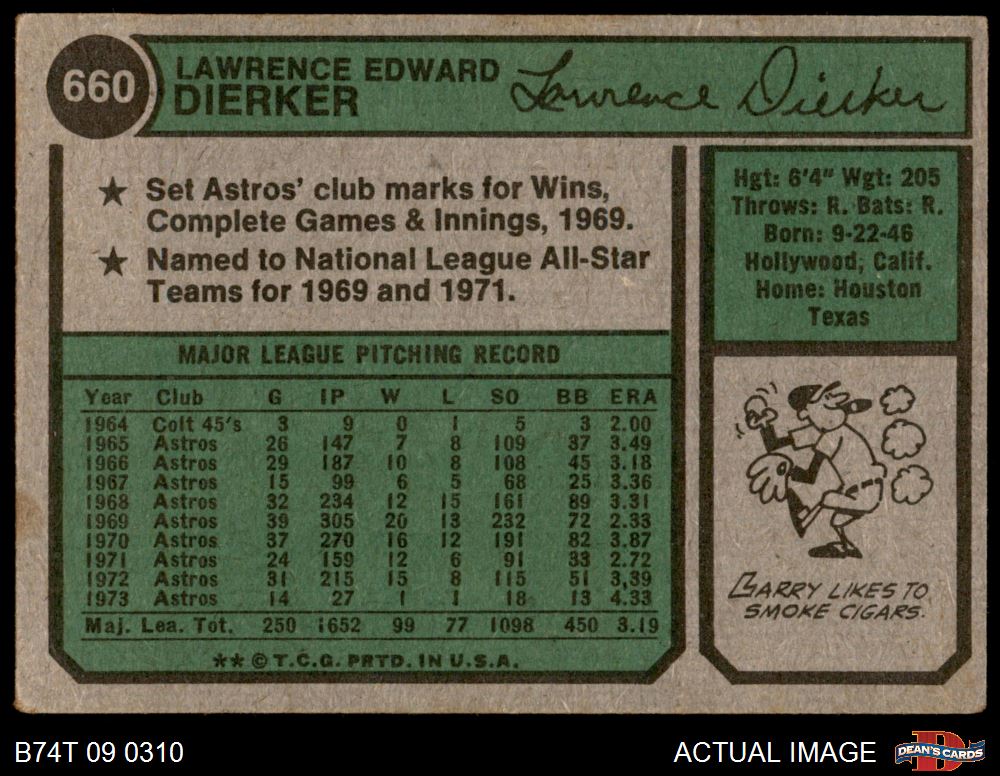 660
LAWRENCE EDWARD
DIERKER
Lawrence Dierker
★ Set Astros' club marks for Wins,
Complete Games & Innings, 1969.
★ Named to National League All-Star
Teams for 1969 and 1971.
Hgt: 6'4" Wgt: 205
Throws: R. Bats: R.
Born: 9-22-46
Hollywood, Calif.
Home: Houston
Texas
MAJOR LEAGUE PITCHING RECORD
Year Club G IP W L SO BB ERA
1964 Colt 45's 3 9 0 1 5 3 2.00
1965 Astros 26 147 7 8 109 37 3.49
1966 Astros 29 187 10 8 108 45 3.18
1967 Astros 15 99 6 5 68 25 3.36
1968 Astros 32 234 12 15 161 89 3.31
1969 Astros 39 305 20 13 232 72 2.33
1970 Astros 37 270 16 12 191 82 3.87
1971 Astros 24 159 12 6 91 33 2.72
1972 Astros 31 215 15 8 115 51 3,39
1973 Astros 14 27 1 1 18 13 4.33
Maj. Lea. Tot. 250 1652 99 77 1098 450 3.19
** © T.C.G. PRTD. IN U.S.A.
LARRY LIKES TO
SMOKE CIGARS.
B74T 09 0310
ACTUAL IMAGE
DEAN'S CARDS